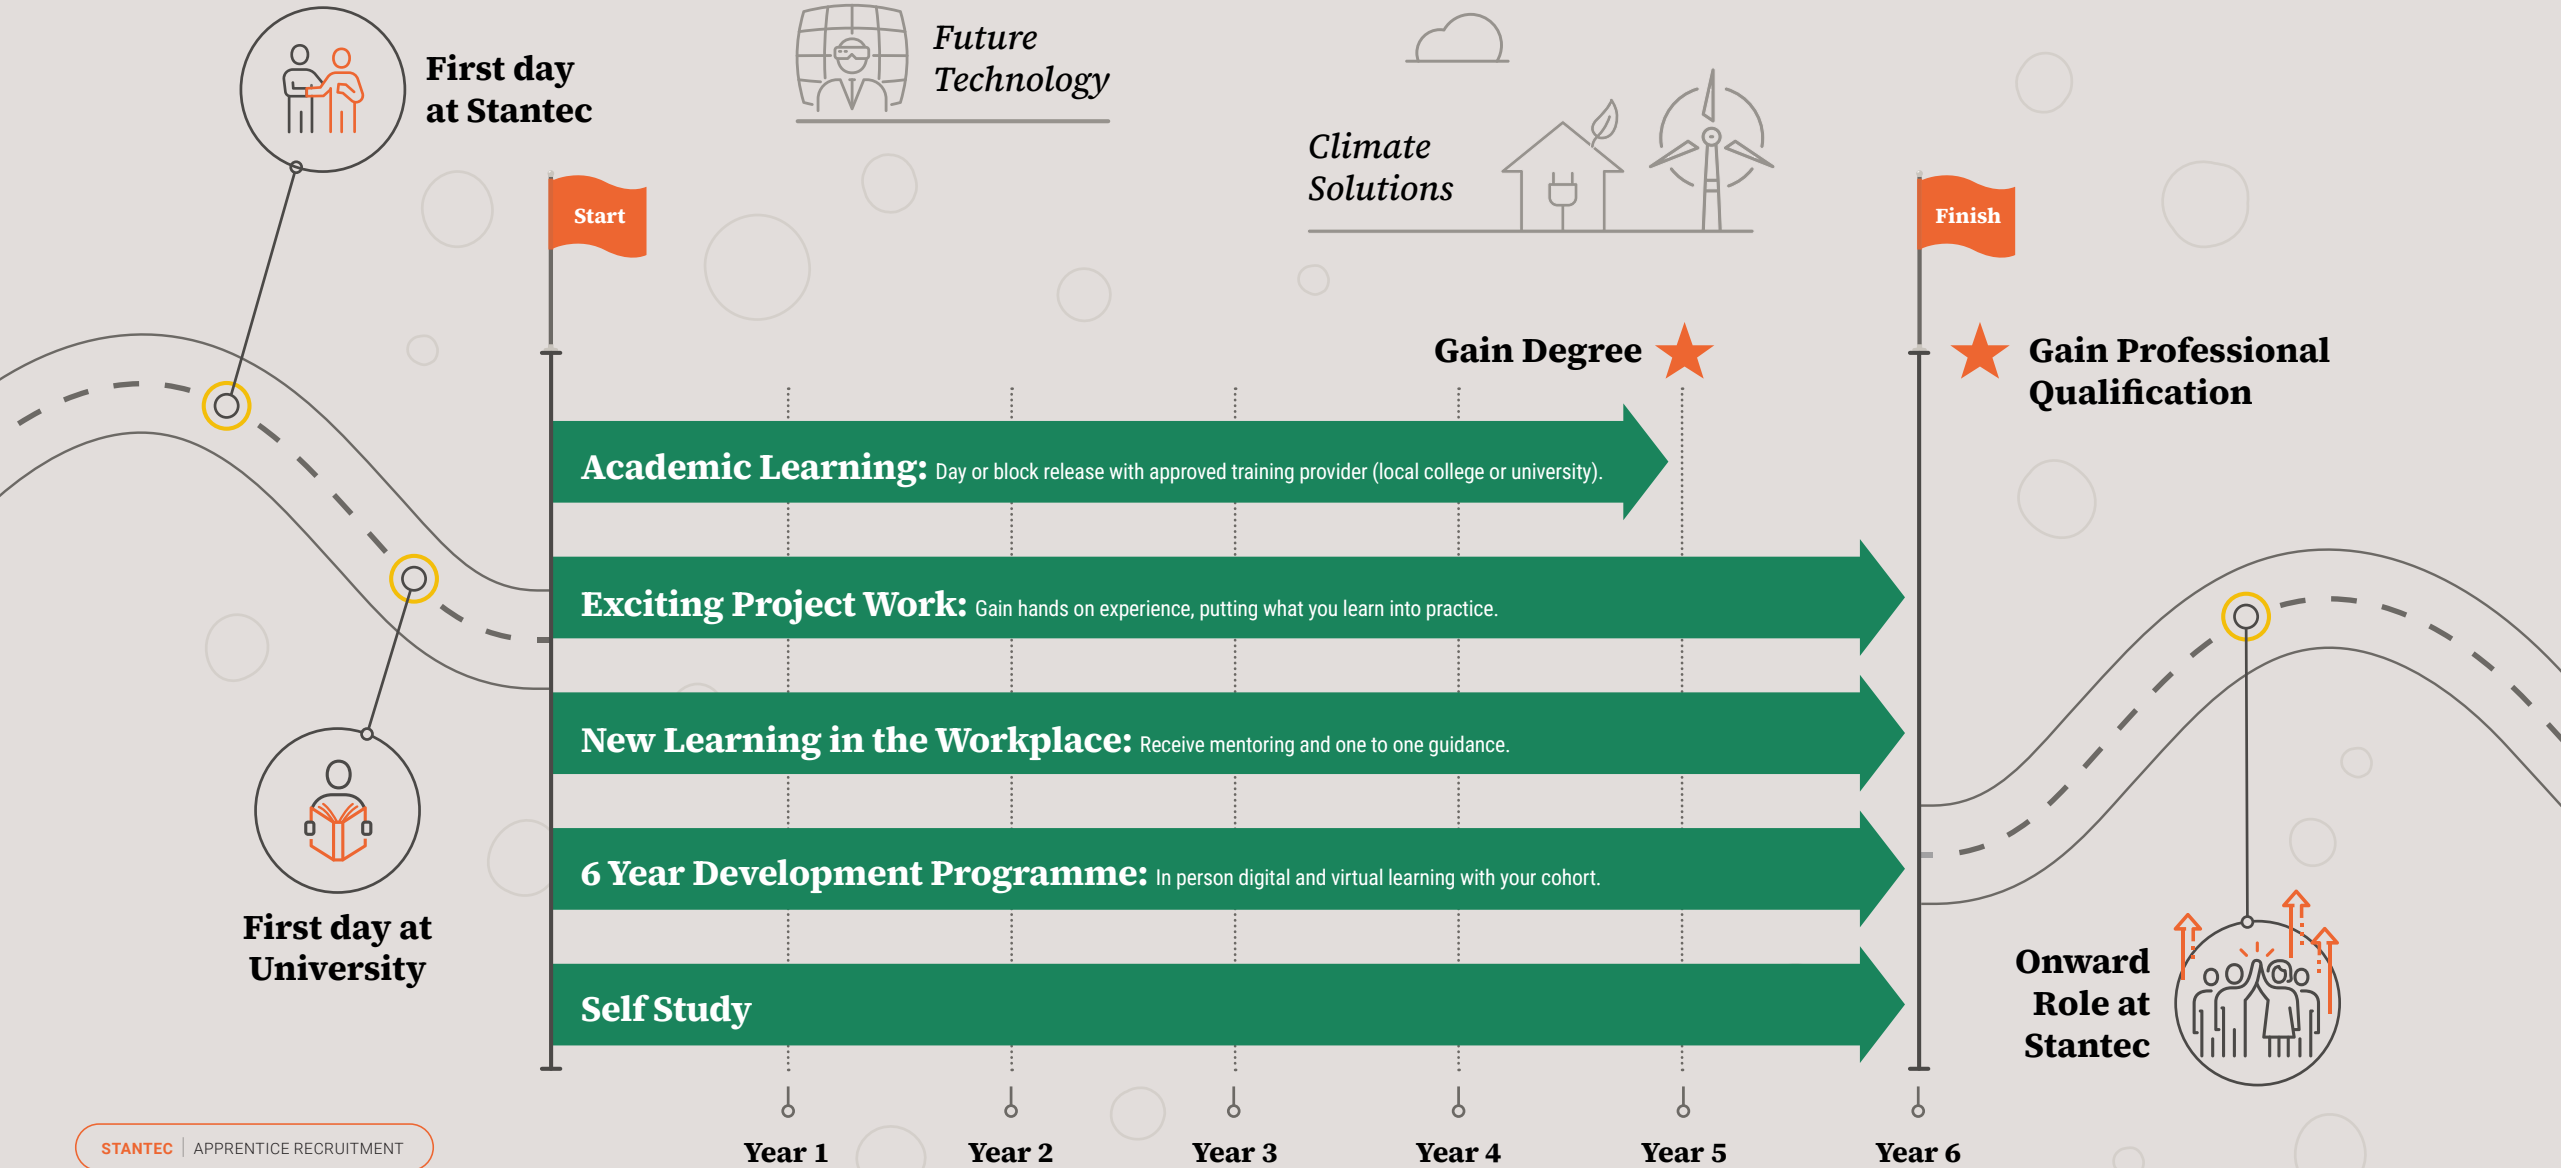 First day
at Stantec
Future
Technology
Climate
Solutions
Start
Finish
Gain Degree
Gain Professional
Qualification
Academic Learning: Day or block release with approved training provider (local college or university).
Exciting Project Work: Gain hands on experience, putting what you learn into practice.
New Learning in the Workplace: Receive mentoring and one to one guidance.
6 Year Development Programme: In person digital and virtual learning with your cohort.
Self Study
First day at
University
Onward
Role at
Stantec
Year 1
Year 2
Year 3
Year 4
Year 5
Year 6
STANTEC | APPRENTICE RECRUITMENT